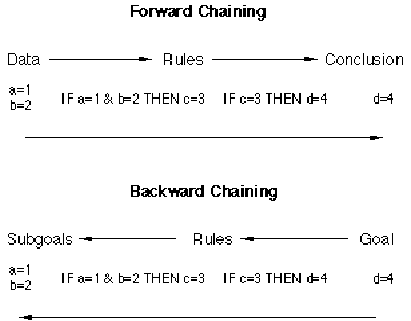 Forward Chaining
Data Rules Conclusion
a=1
b=2
IF a=1 & b=2 THEN c=3 IF c=3 THEN d=4 d=4
Backward Chaining
Subgoals Rules Goal
a=1
b=2
IF a=1 & b=2 THEN c=3 IF c=3 THEN d=4 d=4